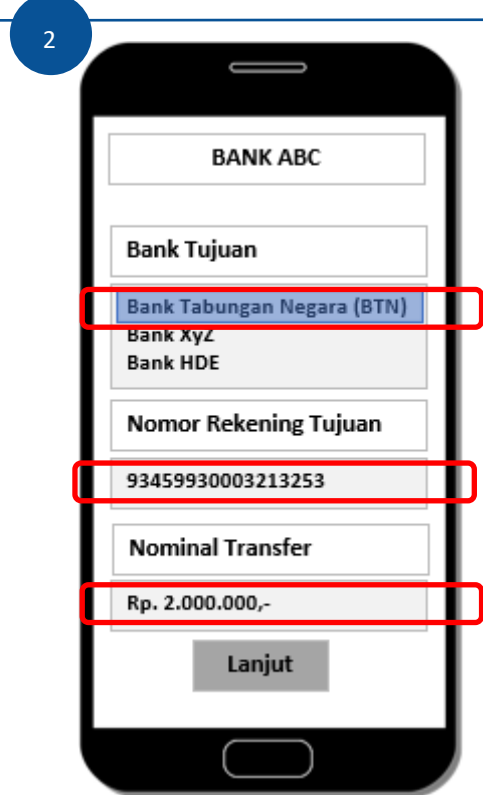 2
BANK ABC
Bank Tujuan
Bank Tabungan Negara (BTN)
Bank XyZ
Bank HDE
Nomor Rekening Tujuan
93459930003213253
Nominal Transfer
Rp. 2.000.000,-
Lanjut